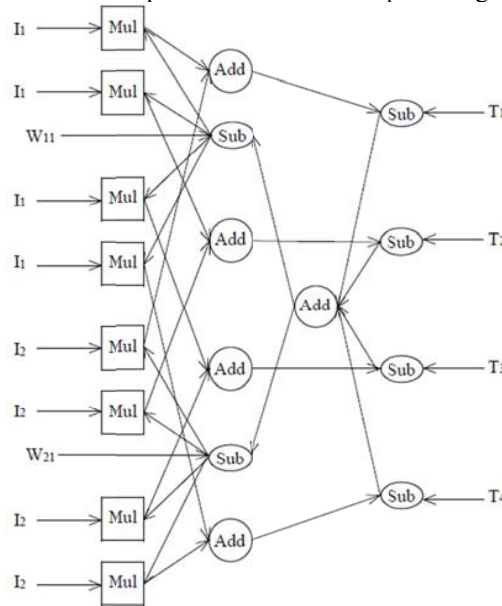 I1 Mul
Add
I1 Mul
Sub T1
W11 Sub
I1 Mul
Add Sub T2
I1 Mul
Add
I2 Mul
Add Sub T3
I2 Mul
W21 Sub
Sub T4
I2 Mul
Add
I2 Mul